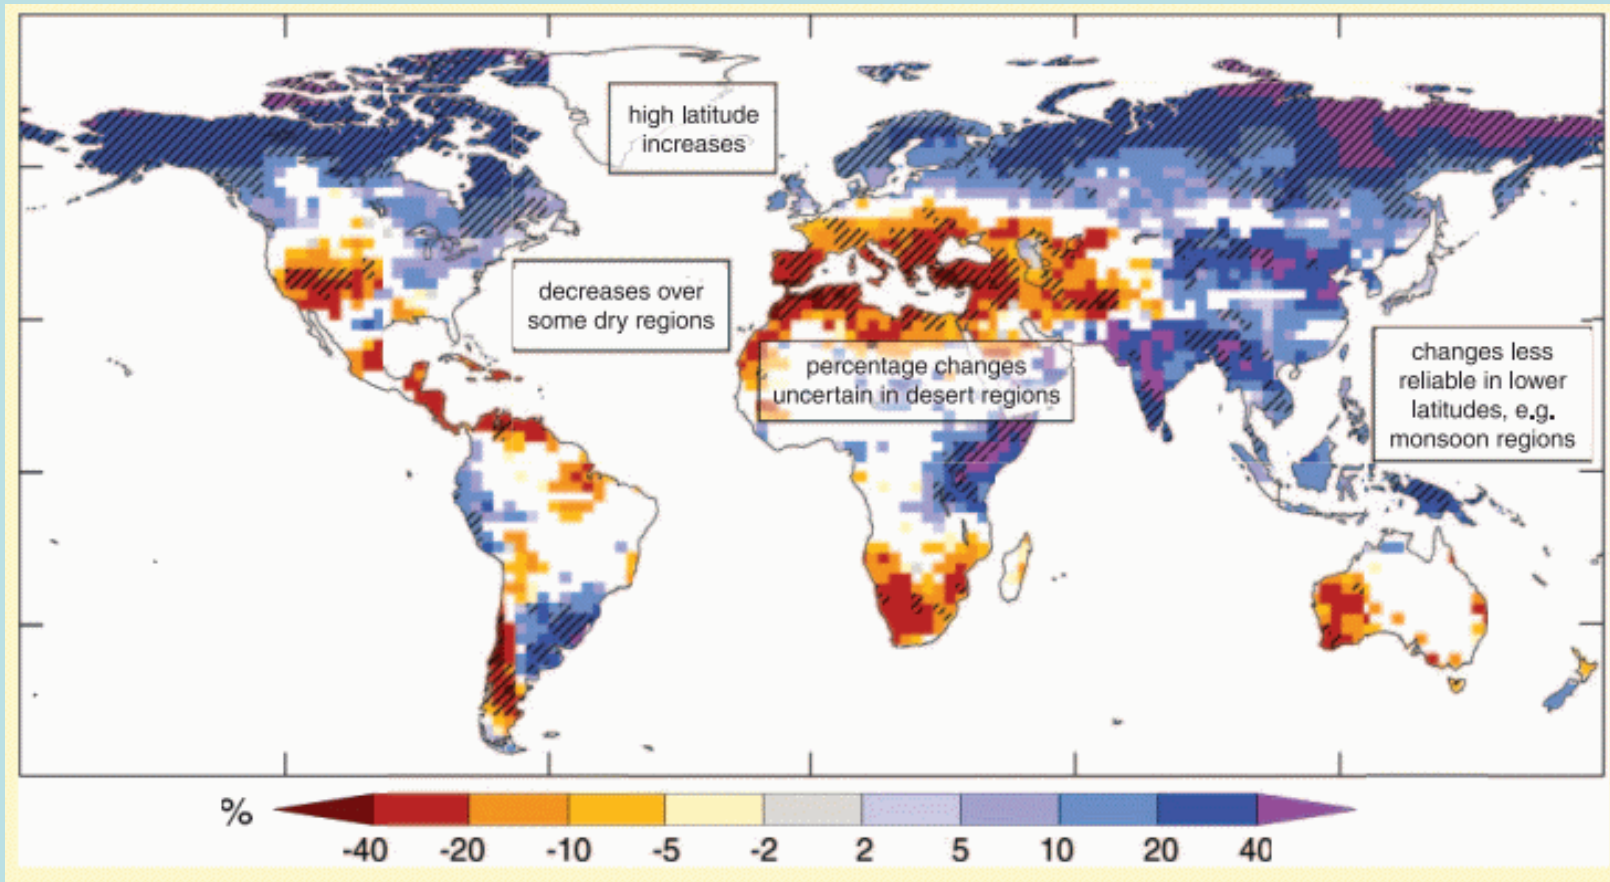 high latitude
increases
decreases over
some dry regions
percentage changes
uncertain in desert regions
changes less
reliable in lower
latitudes, e.g.
monsoon regions
%
-40 -20 -10 -5 -2 2 5 10 20 40